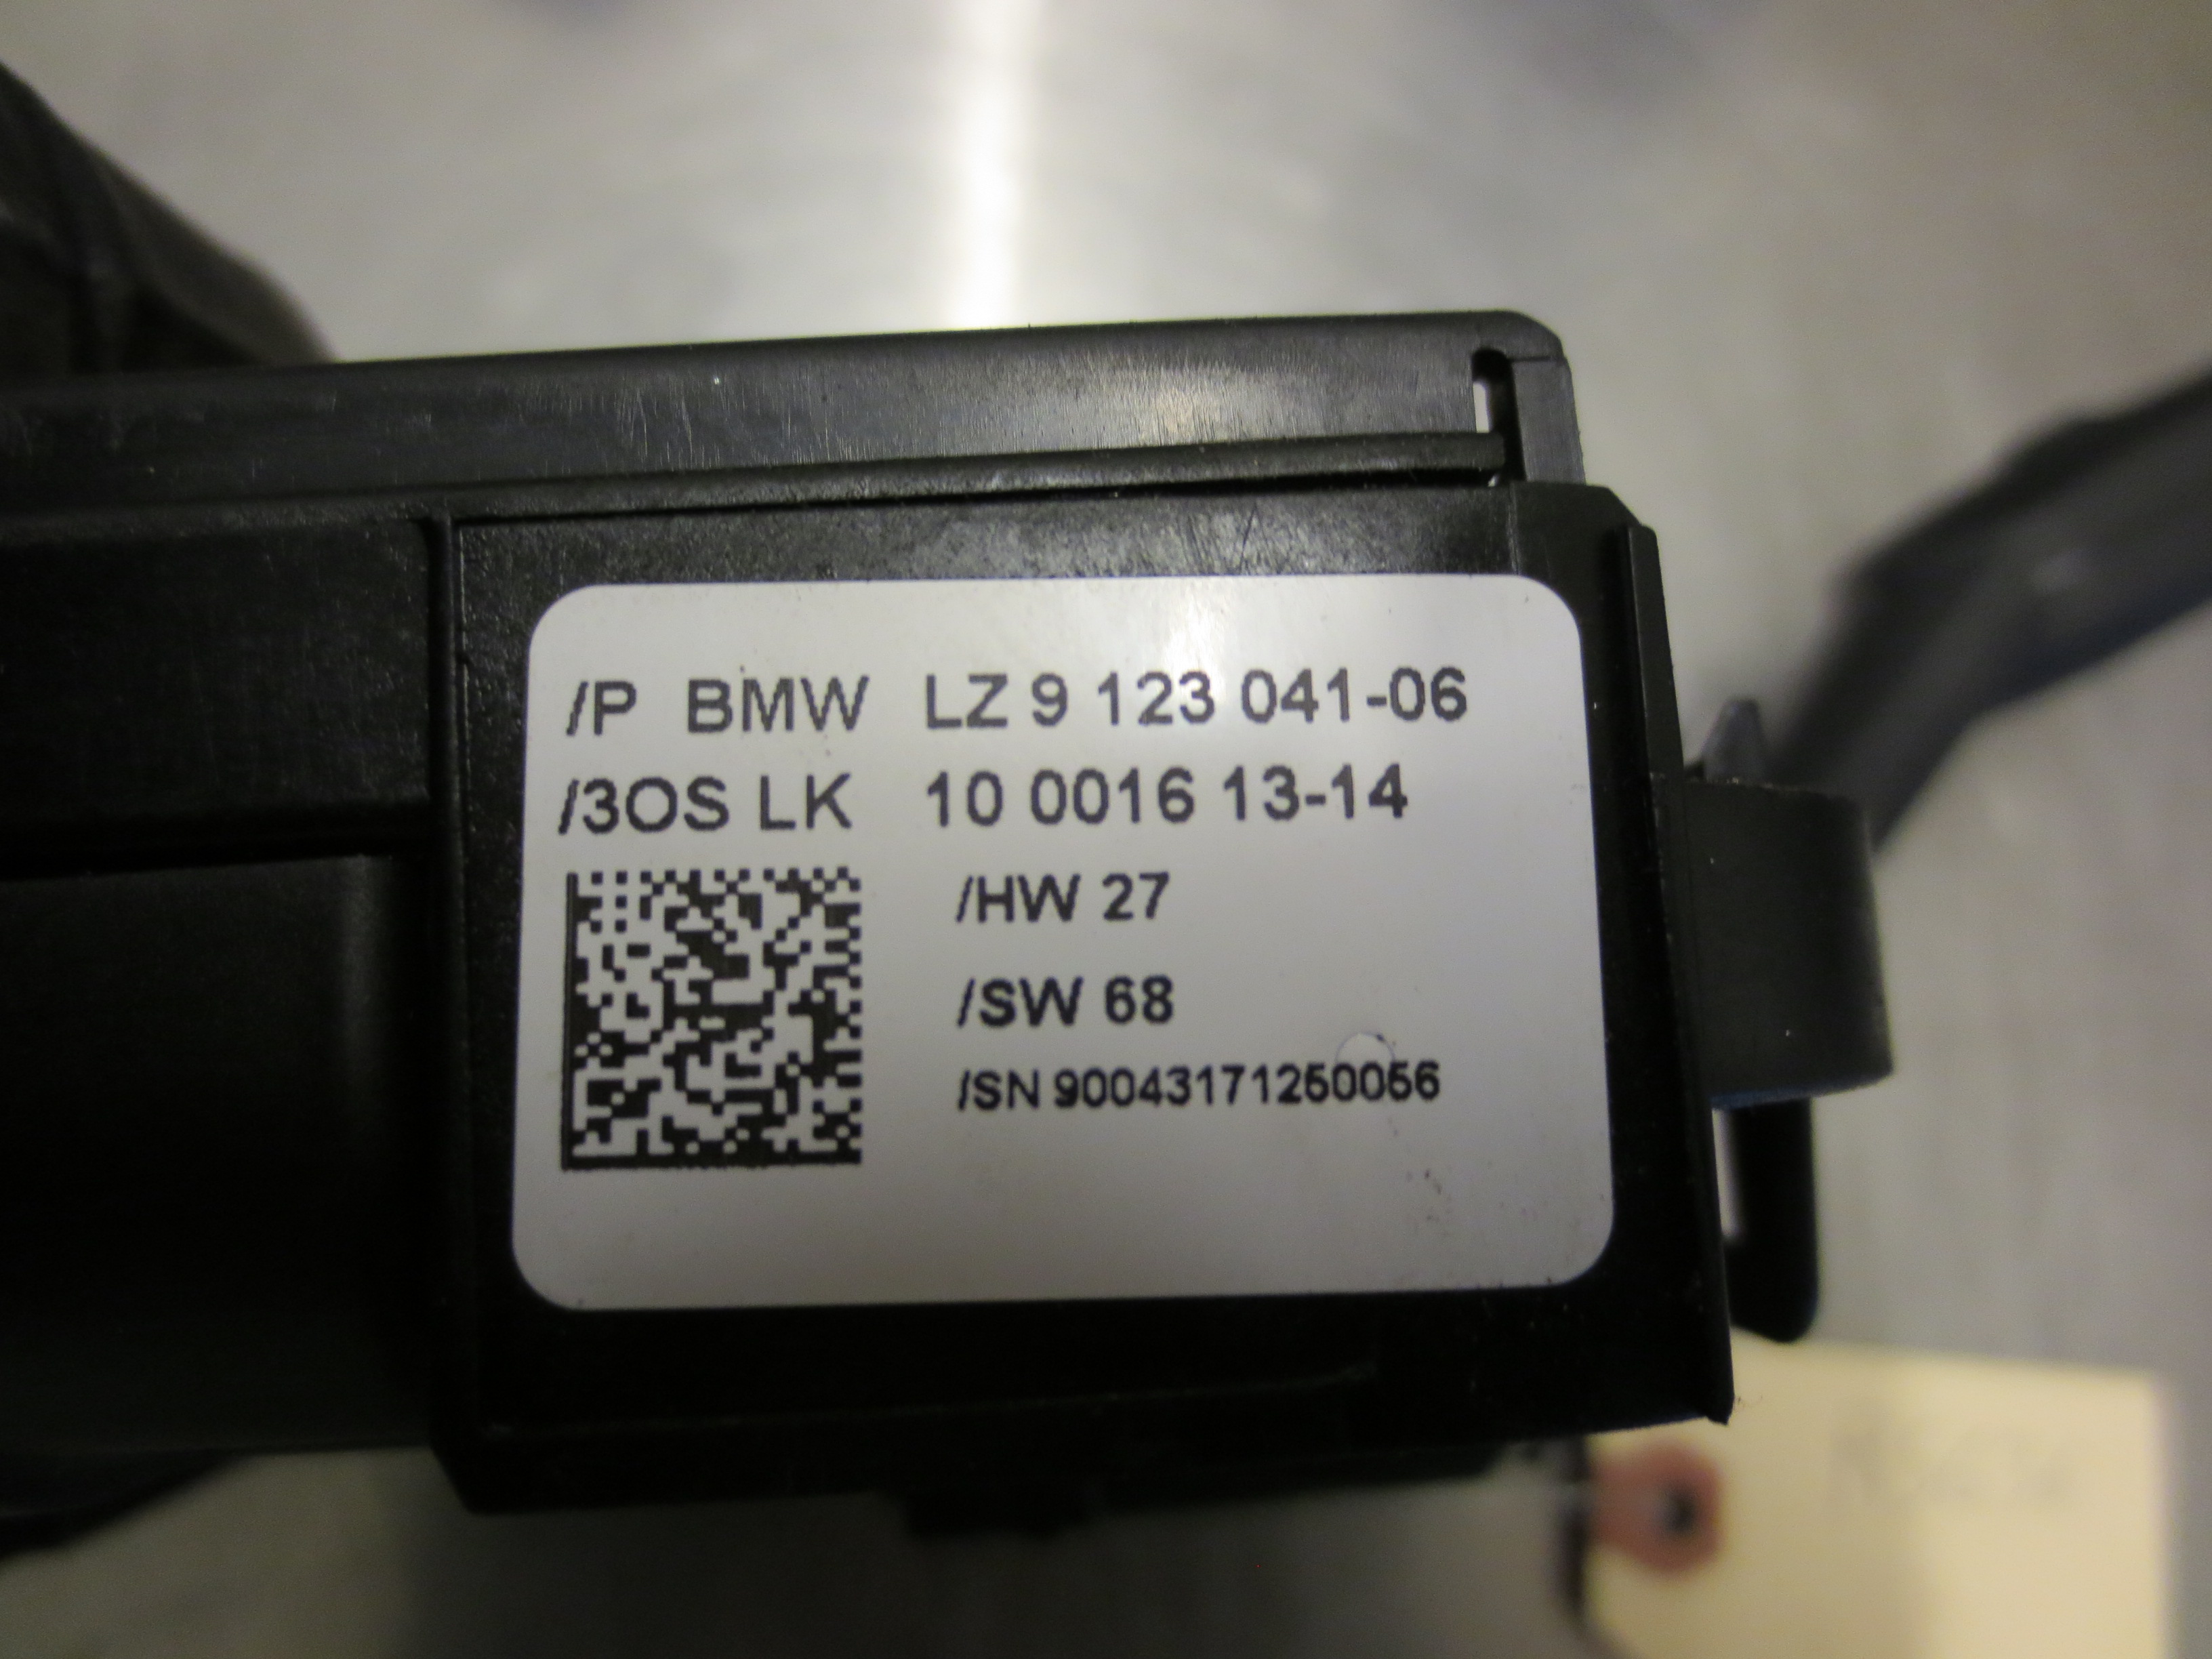 /P BMW LZ 9 123 041-06
/3OS LK 10 0016 13-14
/HW 27
/SW 68
/SN 90043171250056